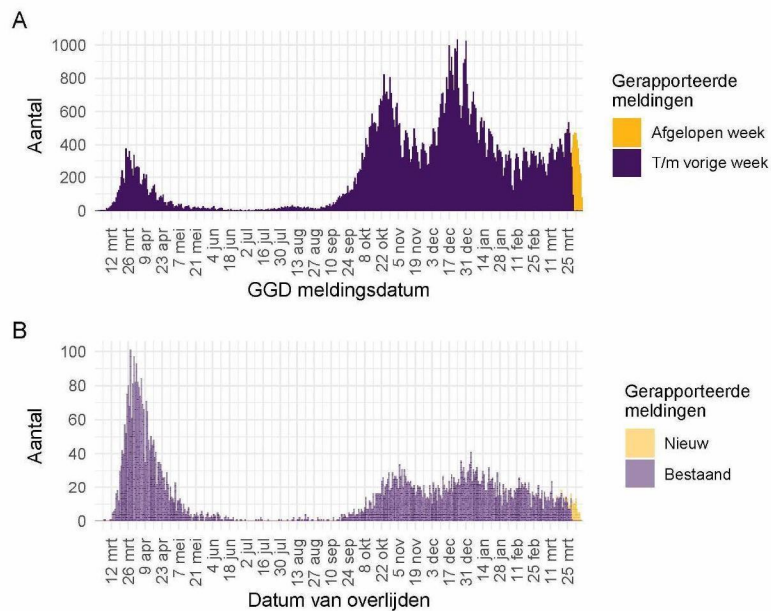 A
1000
800
600
400
200
0
Aantal
12 mrt
26 mrt
9 apr
23 apr
7 mei
21 mei
4 jun
18 jun
2 jul
16 jul
30 jul
13 aug
27 aug
10 sep
24 sep
8 okt
22 okt
5 nov
19 nov
3 dec
17 dec
31 dec
14 jan
28 jan
11 feb
25 feb
11 mrt
25 mrt
GGD meldingsdatum
Gerapporteerde
meldingen
Afgelopen week
T/m vorige week
B
100
80
60
40
20
0
Aantal
12 mrt
26 mrt
9 apr
23 apr
7 mei
21 mei
4 jun
18 jun
2 jul
16 jul
30 jul
13 aug
27 aug
10 sep
24 sep
8 okt
22 okt
5 nov
19 nov
3 dec
17 dec
31 dec
14 jan
28 jan
11 feb
25 feb
11 mrt
25 mrt
Datum van overlijden
Gerapporteerde
meldingen
Nieuw
Bestaand